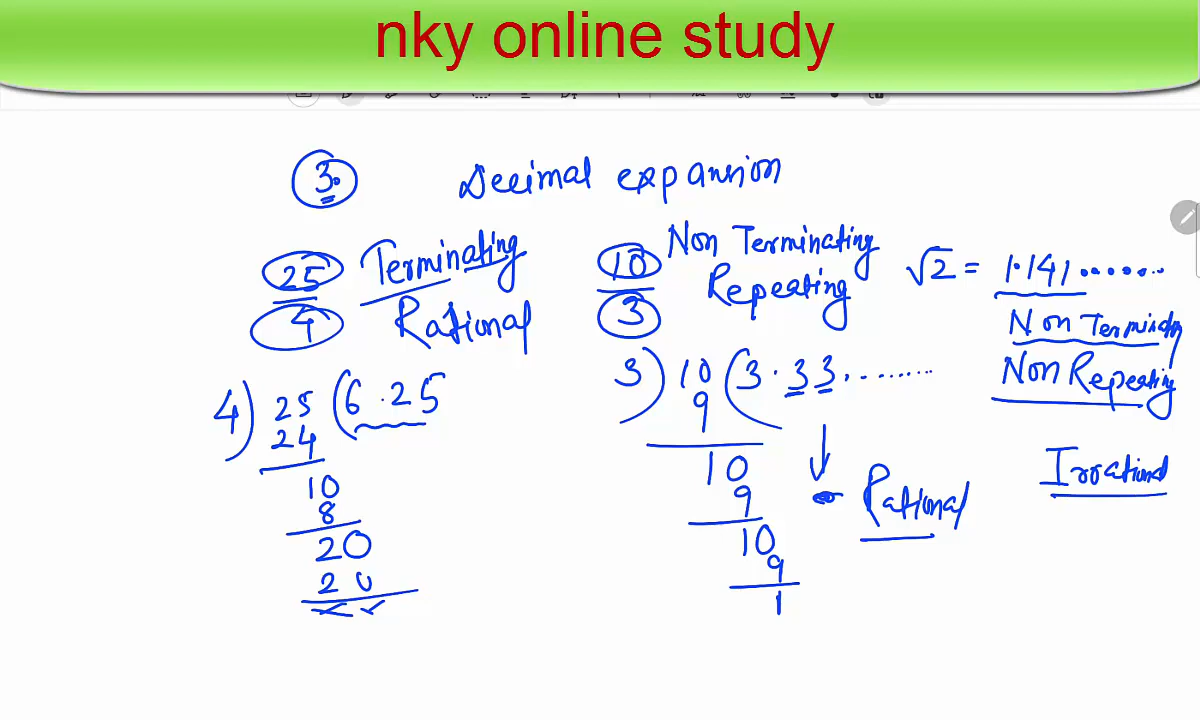 nky online study
3. Decimal expansion
25 Terminating
4 Rational
4) 25 (6.25
24
10
8
20
20
10 Non Terminating
3 Repeating
3) 10 (3.33.........
9
10
9
10
9
1
Rational
√2 = 1.141.......
Non Terminating
Non Repeating
Irrational